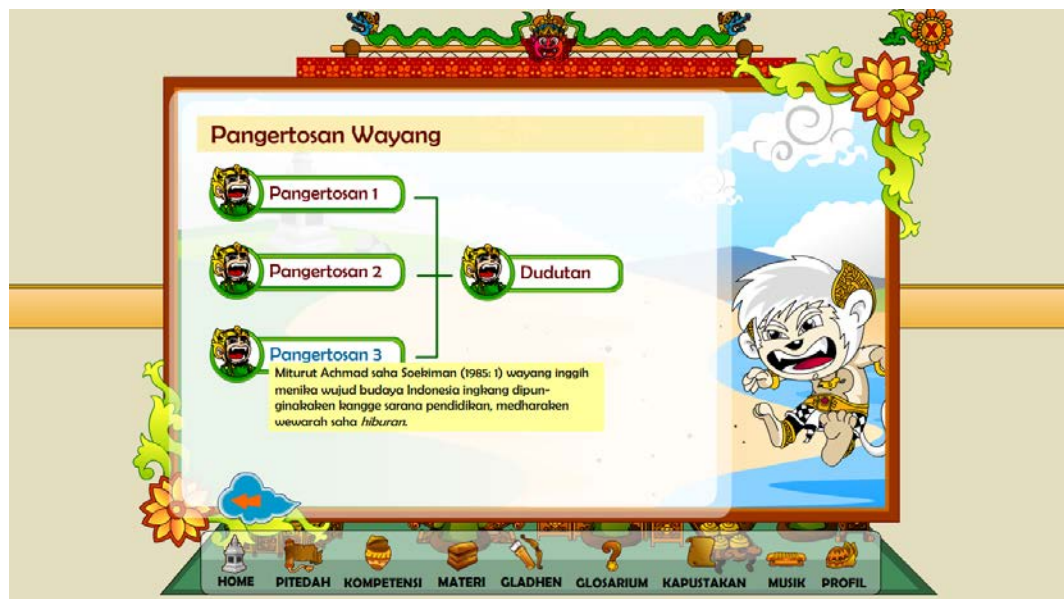 X
Pangertosan Wayang
Pangertosan 1
Pangertosan 2
Dudutan
Pangertosan 3
Miturut Achmad saha Soekiman (1985: 1) wayang inggih
menika wujud budaya Indonesia ingkang dipun-
ginakaken kangge sarana pendidikan, medharaken
wewarah saha hiburan.
HOME PITEDAH KOMPETENSI MATERI GLADHEN GLOSARIUM KAPUSTAKAN MUSIK PROFIL